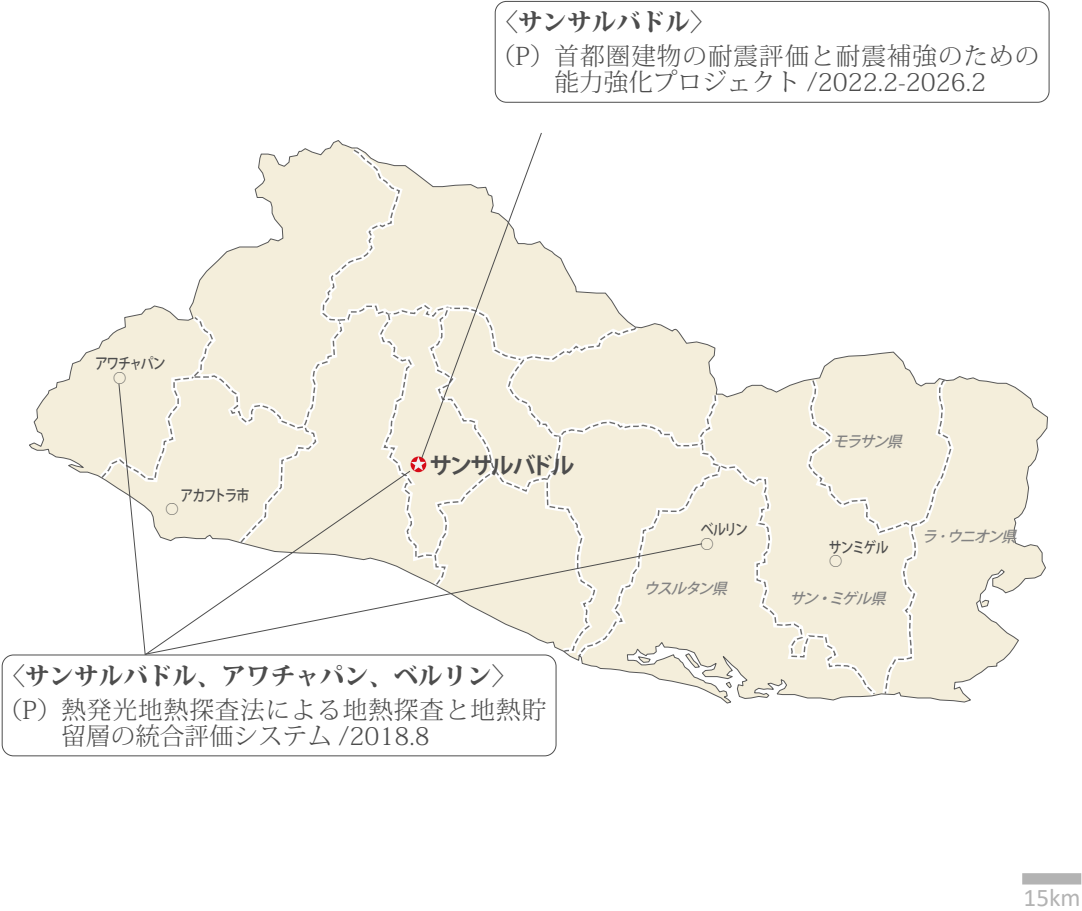 〈サンサルバドル〉
（P）首都圏建物の耐震評価と耐震補強のための
能力強化プロジェクト /2022.2-2026.2
アワチャパン
モラサン県
サンサルバドル
アカフトラ市
ベルリン
ラ・ウニオン県
サンミゲル
ウスルタン県
サン・ミゲル県
〈サンサルバドル、アワチャパン、ベルリン〉
（P）熱発光地熱探査法による地熱探査と地熱貯
留層の統合評価システム /2018.8
15km